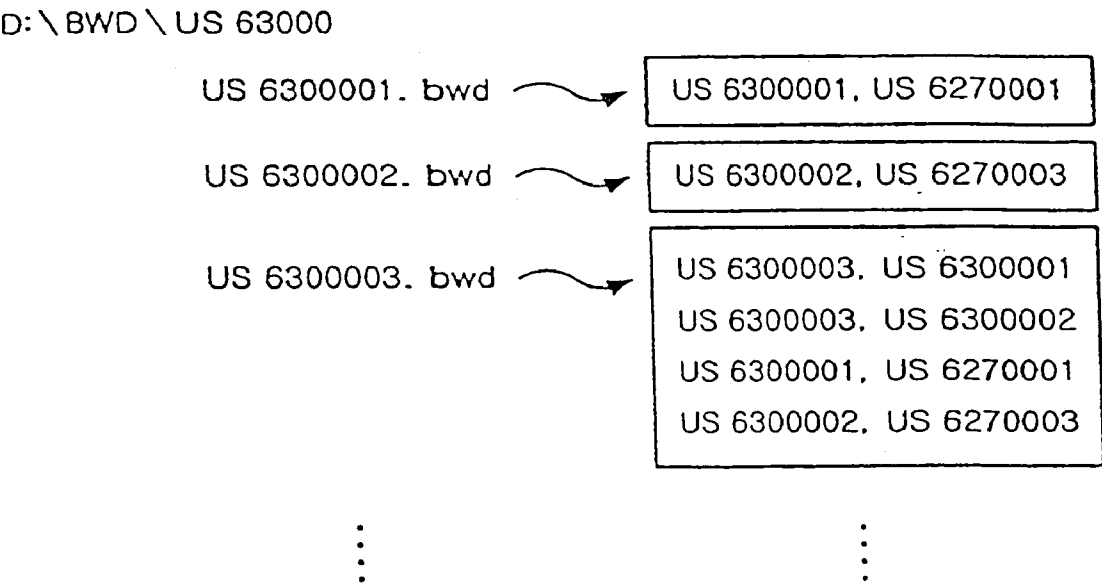 D:\BWD\US 63000
US 6300001. bwd
US 6300001, US 6270001
US 6300002. bwd
US 6300002, US 6270003
US 6300003. bwd
US 6300003, US 6300001
US 6300003, US 6300002
US 6300001, US 6270001
US 6300002, US 6270003